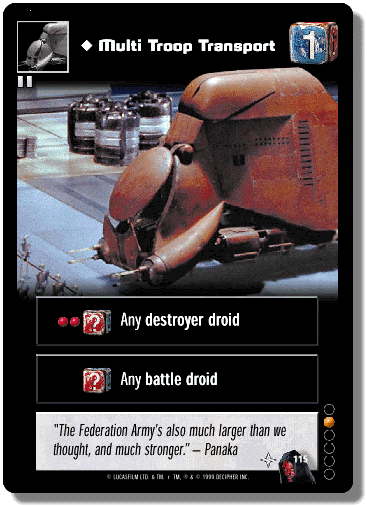 ◆ Multi Troop Transport
1
? Any destroyer droid
? Any battle droid
"The Federation Army's also much larger than we
thought, and much stronger." – Panaka
115
© LUCASFILM LTD. & TM. r TM, ® & © 1999 DECIPHER INC.